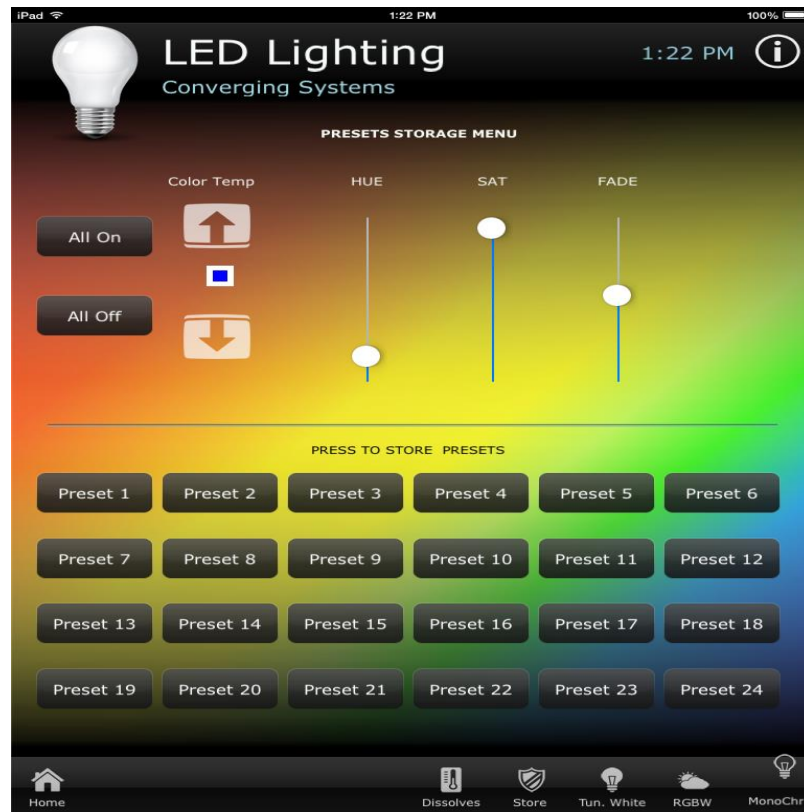 iPad 1:22 PM 100%
LED Lighting
1:22 PM
Converging Systems
PRESETS STORAGE MENU
Color Temp HUE SAT FADE
All On
All Off
PRESS TO STORE PRESETS
Preset 1 Preset 2 Preset 3 Preset 4 Preset 5 Preset 6
Preset 7 Preset 8 Preset 9 Preset 10 Preset 11 Preset 12
Preset 13 Preset 14 Preset 15 Preset 16 Preset 17 Preset 18
Preset 19 Preset 20 Preset 21 Preset 22 Preset 23 Preset 24
Home Dissolves Store Tun. White RGBW MonoChr